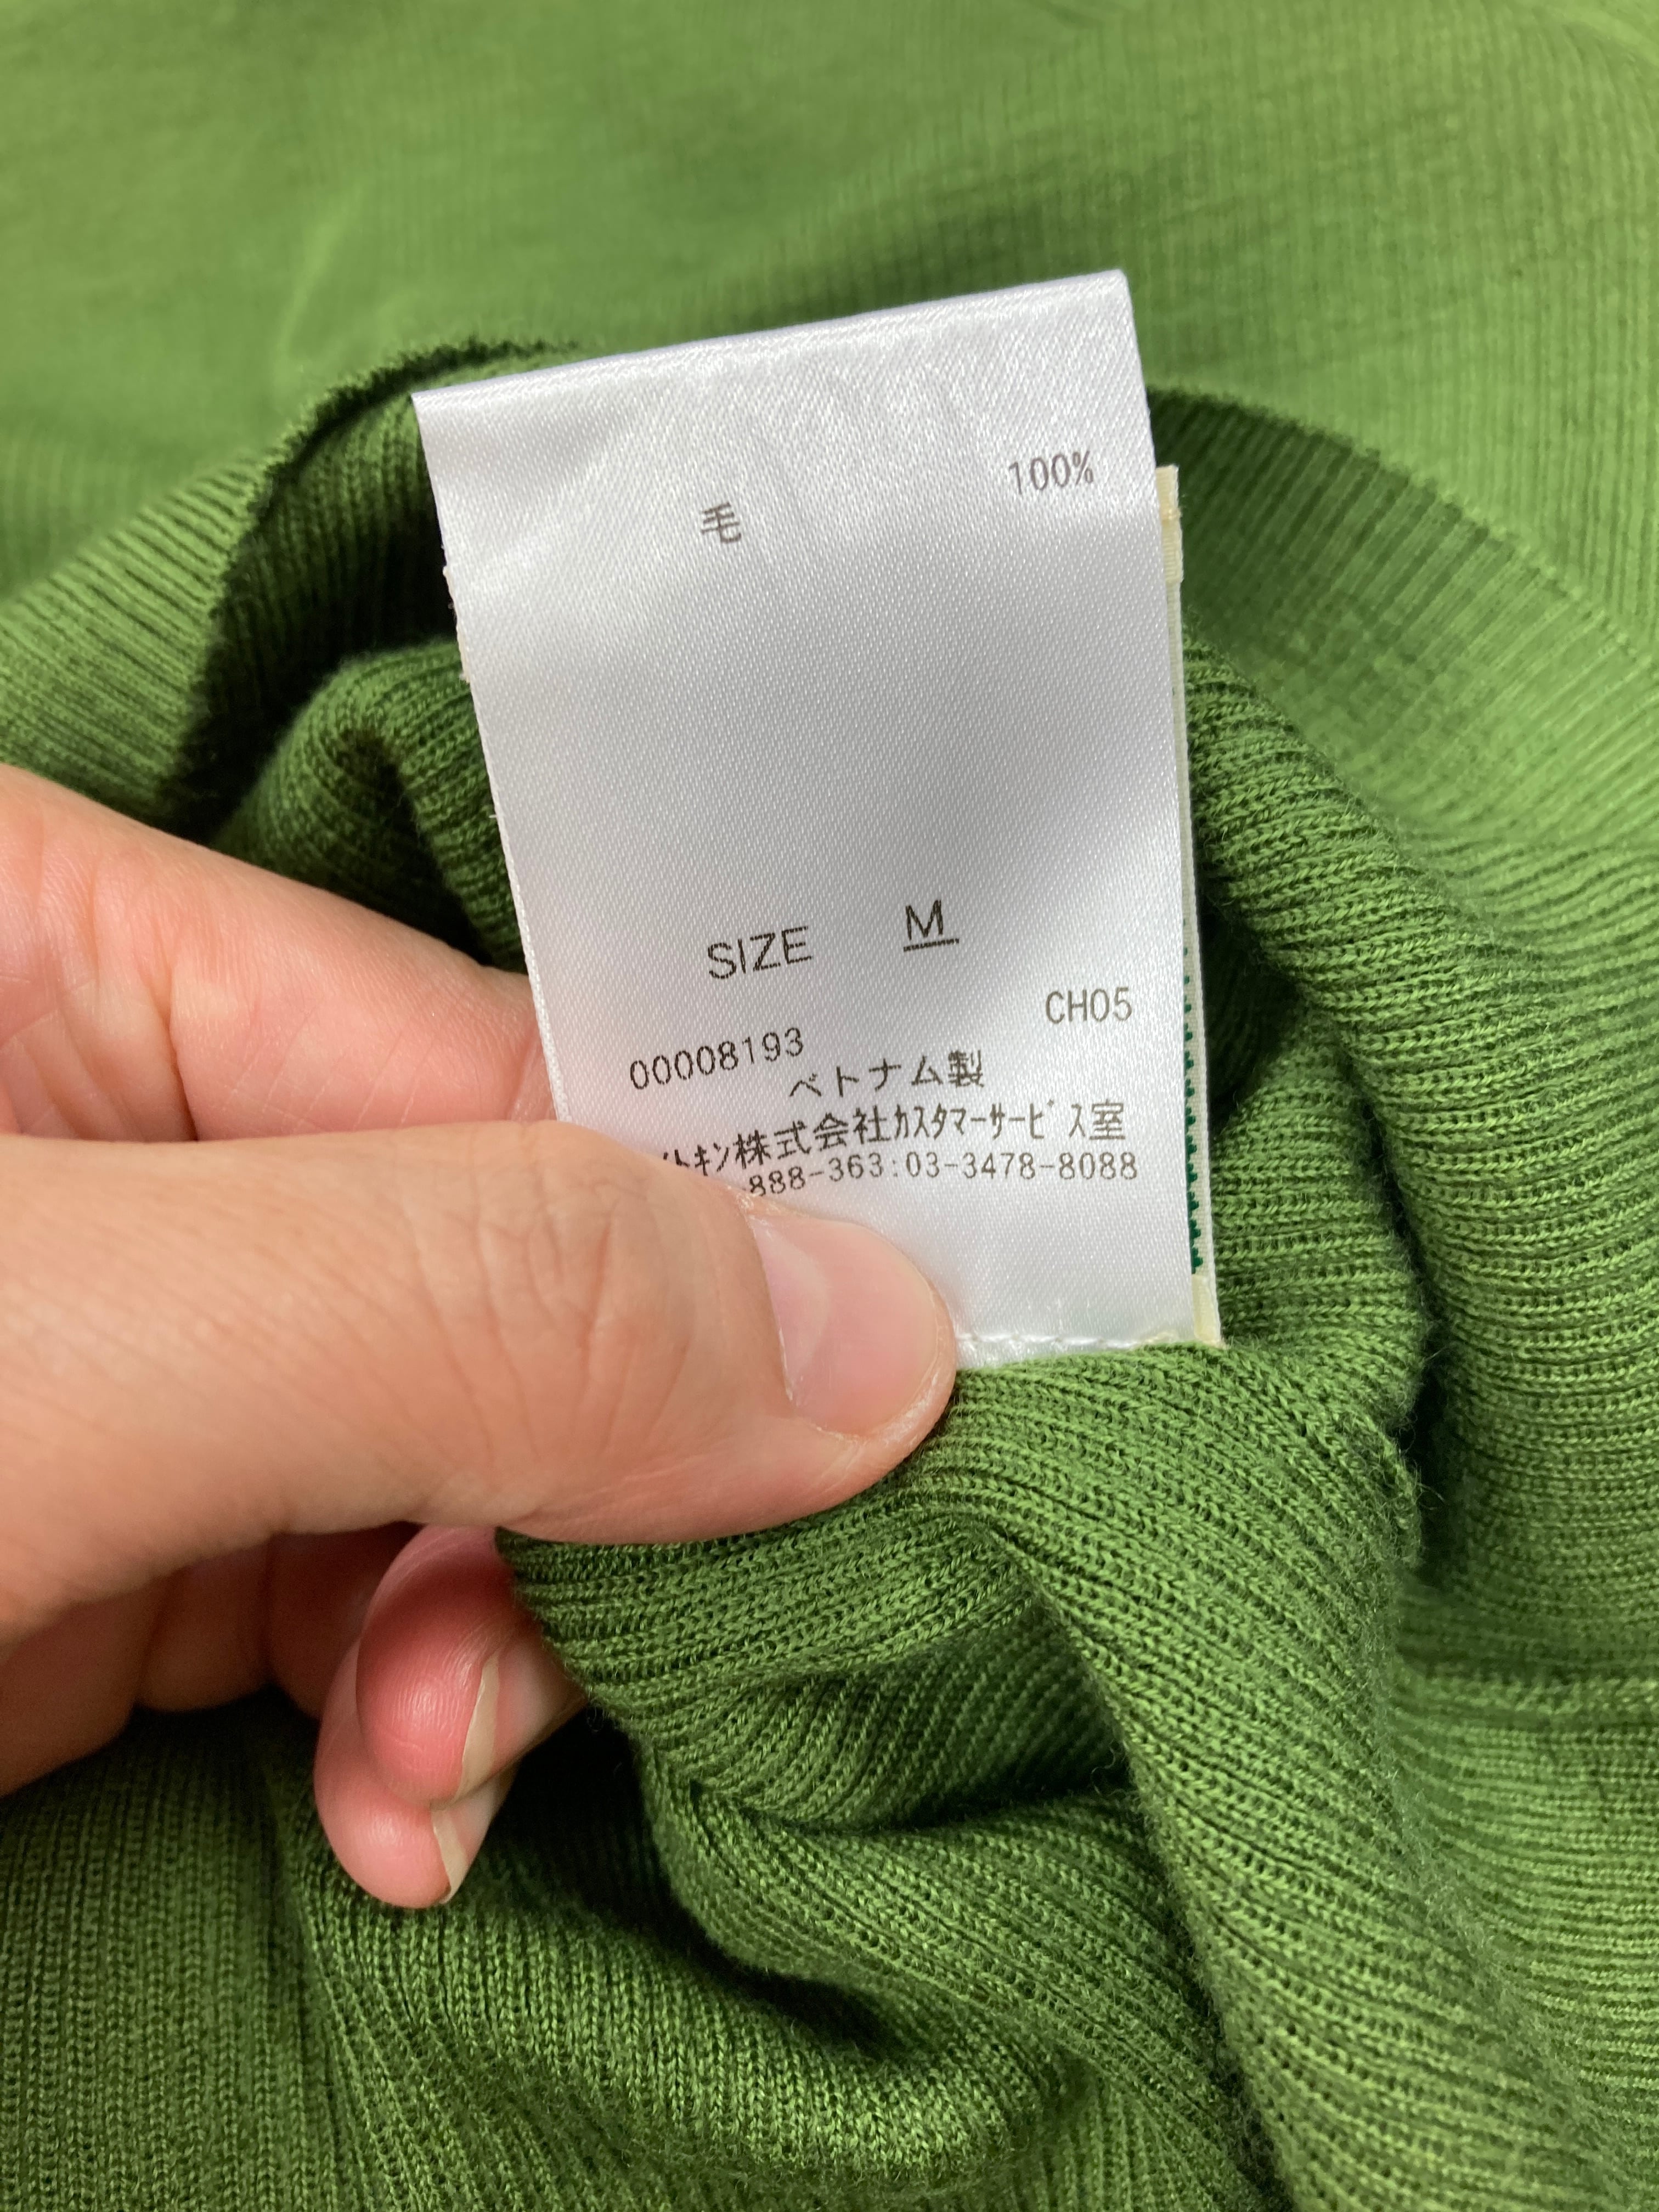 毛 100%
SIZE M
CH05
00008193
ベトナム製
トキン株式会社カスタマーサービス室
888-363:03-3478-8088